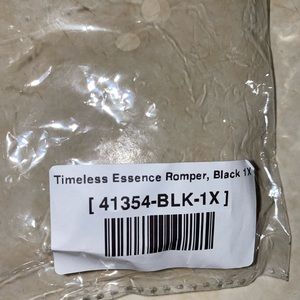 Timeless Essence Romper, Black 1X
[ 41354-BLK-1X ]